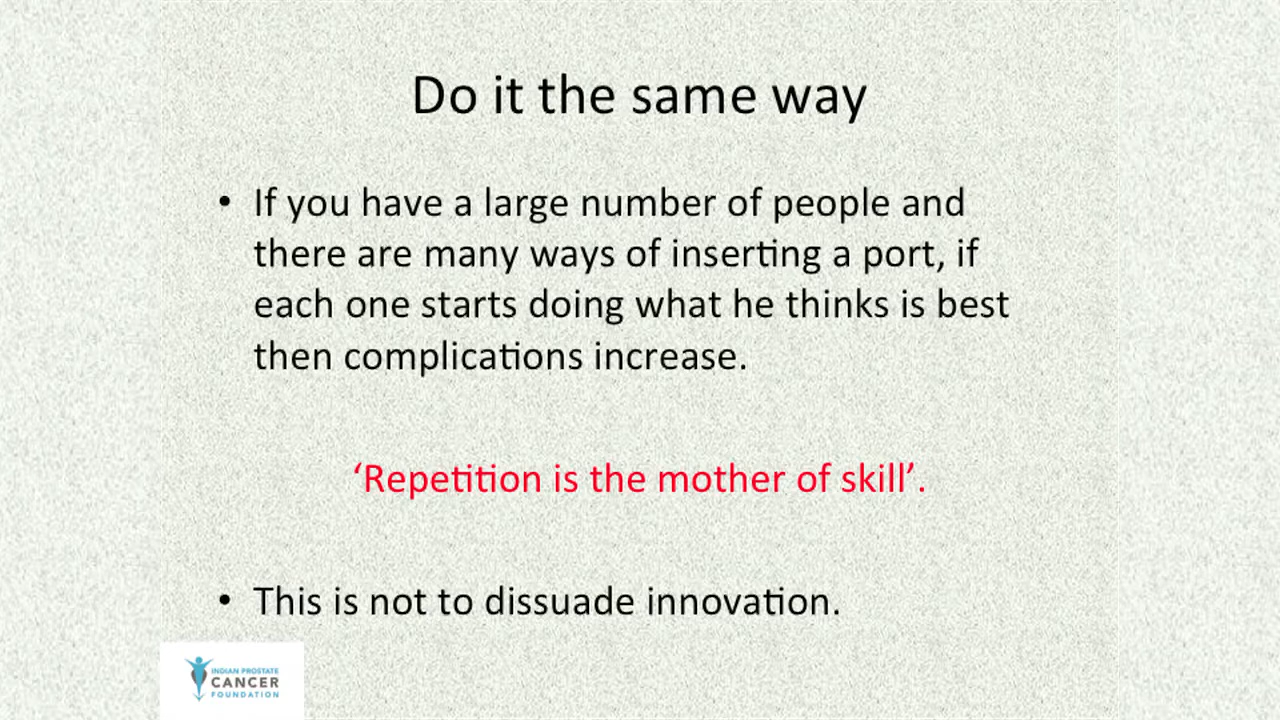 Do it the same way
• If you have a large number of people and
there are many ways of inserting a port, if
each one starts doing what he thinks is best
then complications increase.
‘Repetition is the mother of skill’.
• This is not to dissuade innovation.
INDIAN PROSTATE
CANCER
FOUNDATION